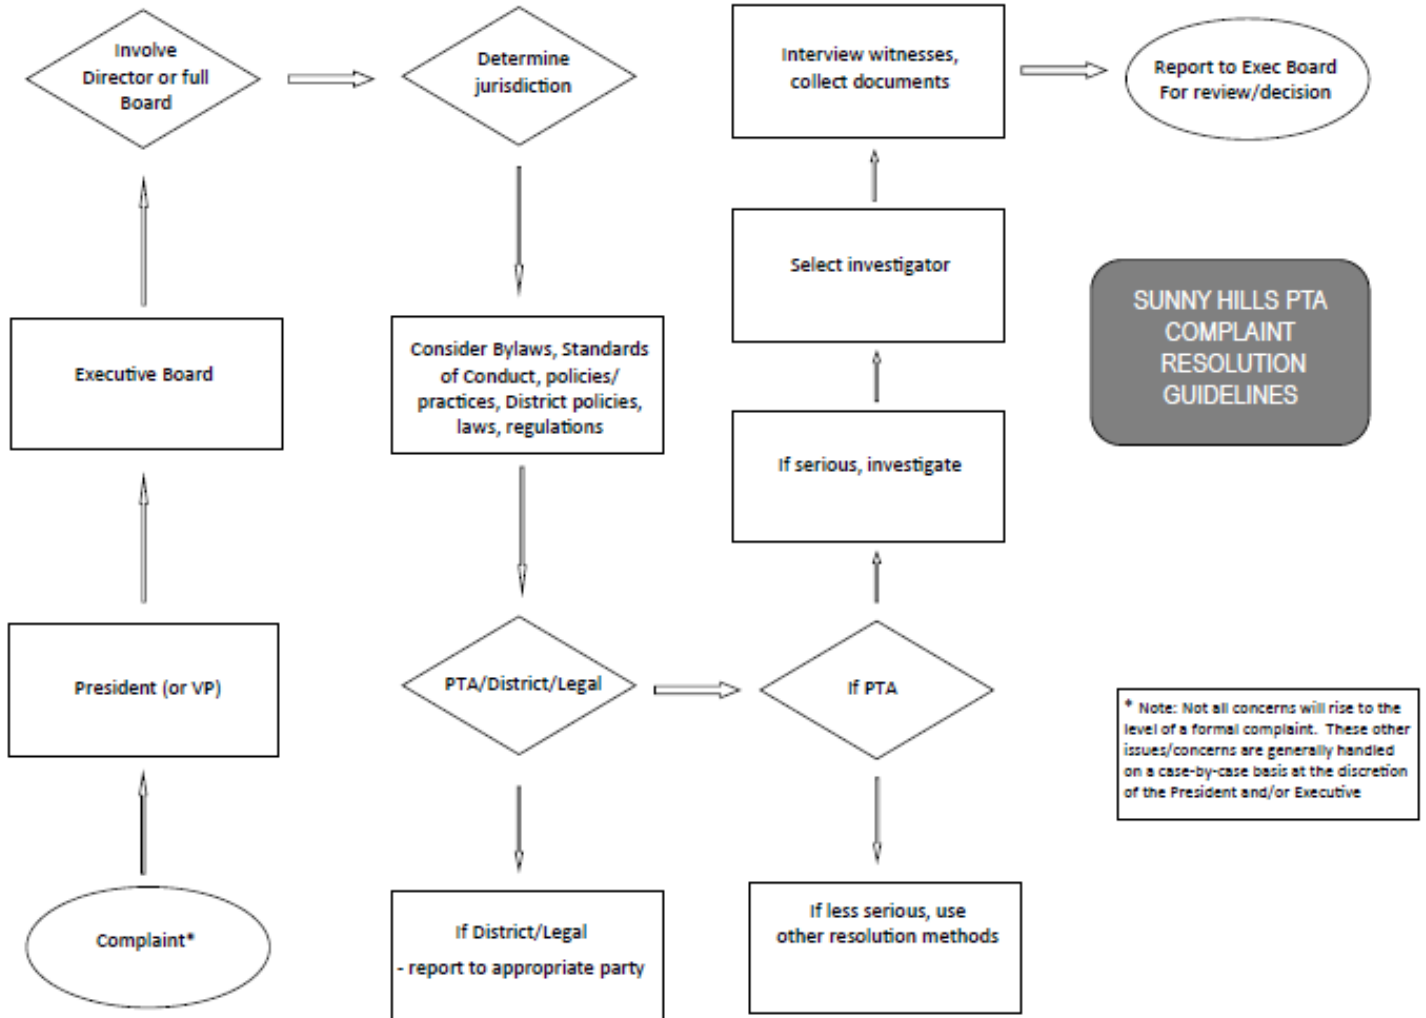 Involve
Director or full
Board
Determine
jurisdiction
Interview witnesses,
collect documents
Report to Exec Board
For review/decision
Select investigator
SUNNY HILLS PTA
COMPLAINT
RESOLUTION
GUIDELINES
Executive Board
Consider Bylaws, Standards
of Conduct, policies/
practices, District policies,
laws, regulations
If serious, investigate
President (or VP)
PTA/District/Legal
If PTA
* Note: Not all concerns will rise to the
level of a formal complaint. These other
issues/concerns are generally handled
on a case-by-case basis at the discretion
of the President and/or Executive
Complaint*
If District/Legal
- report to appropriate party
If less serious, use
other resolution methods